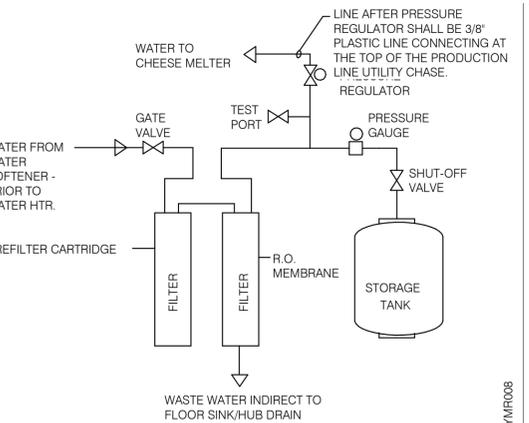 LINE AFTER PRESSURE
REGULATOR SHALL BE 3/8"
PLASTIC LINE CONNECTING AT
THE TOP OF THE PRODUCTION
LINE UTILITY CHASE.
REGULATOR
WATER TO
CHEESE MELTER
TEST
PORT
GATE
VALVE
PRESSURE
GAUGE
ATER FROM
ATER
OFTENER -
RIOR TO
ATER HTR.
SHUT-OFF
VALVE
REFILTER CARTRIDGE
FILTER
FILTER
R.O.
MEMBRANE
STORAGE
TANK
WASTE WATER INDIRECT TO
FLOOR SINK/HUB DRAIN
YMR008